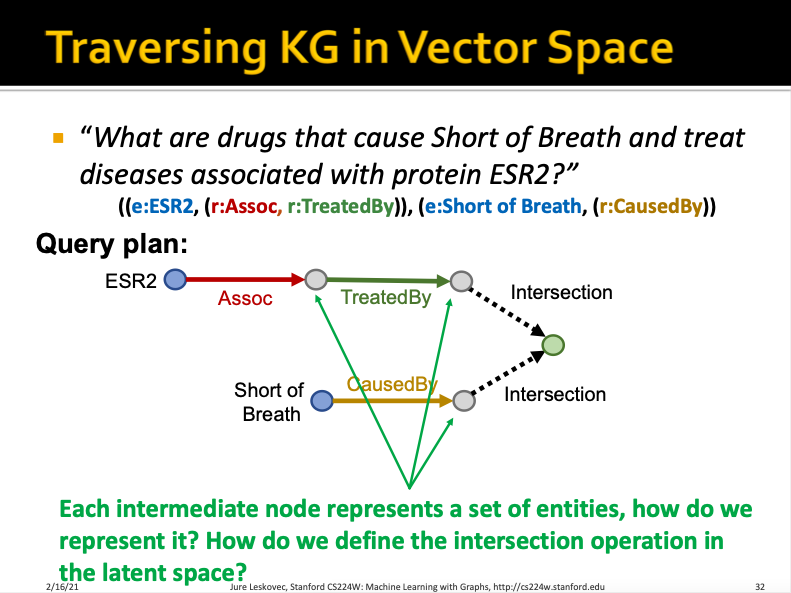 Traversing KG in Vector Space
“What are drugs that cause Short of Breath and treat
diseases associated with protein ESR2?”
((e:ESR2, (r:Assoc, r:TreatedBy)), (e:Short of Breath, (r:CausedBy))
Query plan:
ESR2
Assoc
TreatedBy
Intersection
Short of
Breath
CausedBy
Intersection
Each intermediate node represents a set of entities, how do we
represent it? How do we define the intersection operation in
the latent space?
2/16/21
Jure Leskovec, Stanford CS224W: Machine Learning with Graphs, http://cs224w.stanford.edu
32